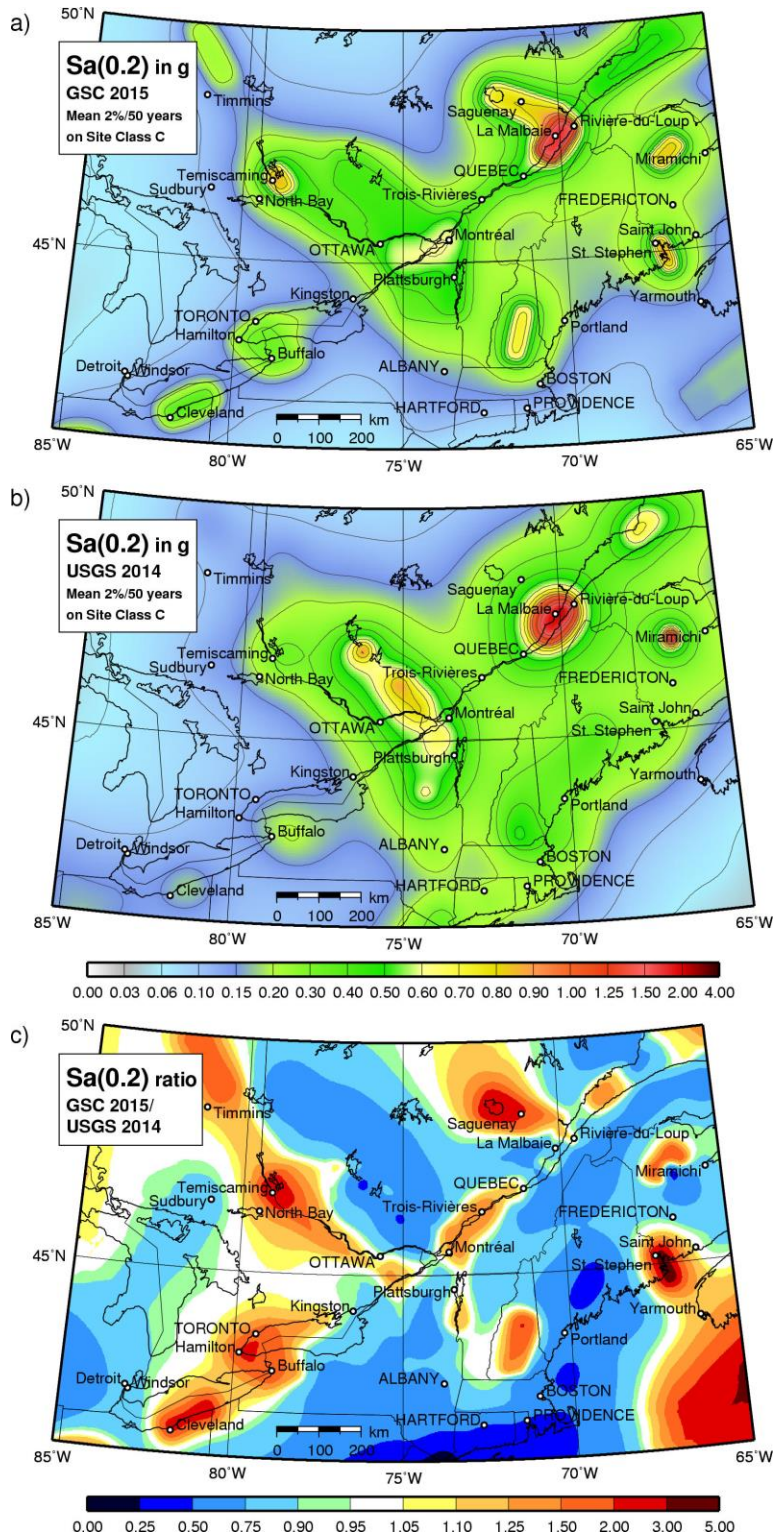 a)
50˚N
Sa(0.2) in g
GSC 2015
Mean 2%/50 years
on Site Class C
Timmins
Saguenay
La Malbaie
Rivière-du-Loup
Miramichi
Temiscaming
Sudbury
North Bay
QUEBEC
Trois-Rivières
FREDERICTON
45˚N
OTTAWA
Montréal
Saint John
St. Stephen
Plattsburgh
Kingston
Yarmouth
TORONTO
Hamilton
Portland
Buffalo
ALBANY
Detroit
Windsor
BOSTON
Cleveland
HARTFORD
PROVIDENCE
km
0 100 200
85˚W
80˚W
75˚W
70˚W
65˚W
b)
50˚N
Sa(0.2) in g
USGS 2014
Mean 2%/50 years
on Site Class C
Timmins
Saguenay
La Malbaie
Rivière-du-Loup
Miramichi
Temiscaming
Sudbury
North Bay
QUEBEC
Trois-Rivières
FREDERICTON
45˚N
OTTAWA
Montréal
Saint John
St. Stephen
Plattsburgh
Kingston
Yarmouth
TORONTO
Hamilton
Portland
Buffalo
ALBANY
Detroit
Windsor
BOSTON
Cleveland
HARTFORD
PROVIDENCE
km
0 100 200
85˚W
80˚W
75˚W
70˚W
65˚W
0.00 0.03 0.06 0.10 0.15 0.20 0.30 0.40 0.50 0.60 0.70 0.80 0.90 1.00 1.25 1.50 2.00 4.00
c)
50˚N
Sa(0.2) ratio
GSC 2015/
USGS 2014
Timmins
Saguenay
La Malbaie
Rivière-du-Loup
Miramichi
Temiscaming
Sudbury
North Bay
QUEBEC
Trois-Rivières
FREDERICTON
45˚N
OTTAWA
Montréal
Saint John
St. Stephen
Plattsburgh
Kingston
Yarmouth
TORONTO
Hamilton
Portland
Buffalo
ALBANY
Detroit
Windsor
BOSTON
Cleveland
HARTFORD
PROVIDENCE
km
0 100 200
85˚W
80˚W
75˚W
70˚W
65˚W
0.00 0.25 0.50 0.75 0.90 0.95 1.05 1.10 1.25 1.50 2.00 3.00 5.00